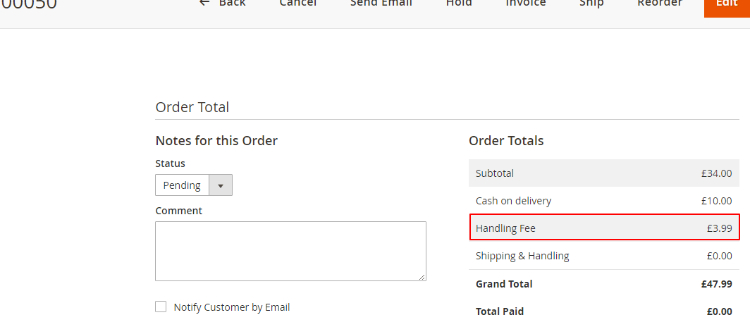 00050
← Back Cancel Send Email Hold Invoice Ship Reorder Edit
Order Total
Notes for this Order
Status
Pending
Comment
Notify Customer by Email
Order Totals
Subtotal £34.00
Cash on delivery £10.00
Handling Fee £3.99
Shipping & Handling £0.00
Grand Total £47.99
Total Paid £0.00